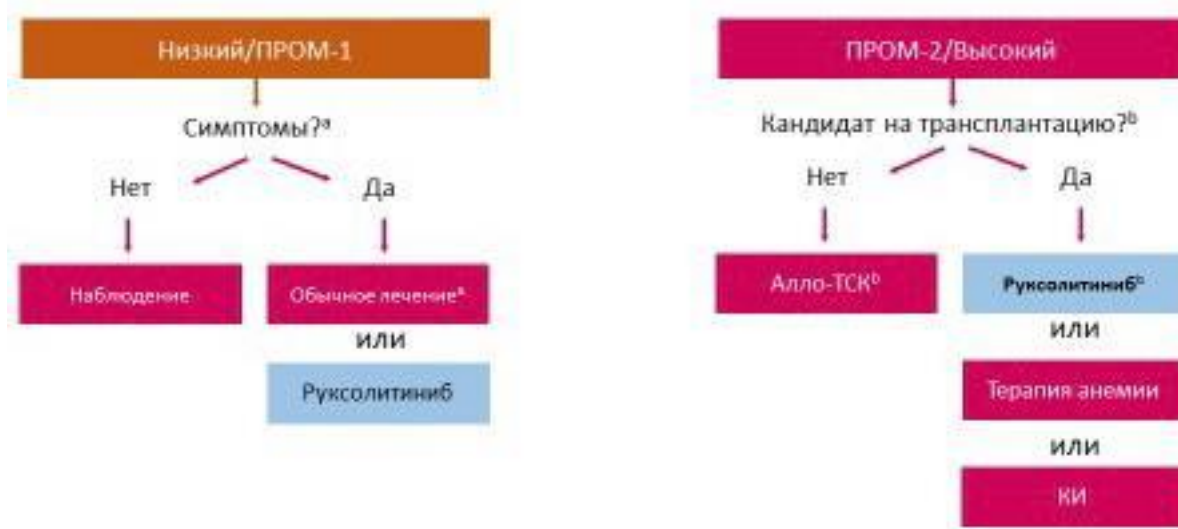 Низкий/ПРОМ-1
Симптомы?ᵃ
Нет
Да
Наблюдение
Обычное лечениеᵃ
или
Руксолитиниб
ПРОМ-2/Высокий
Кандидат на трансплантацию?ᵇ
Нет
Да
Алло-ТСКᵇ
Руксолитинибᵇ
или
Терапия анемии
или
КИ